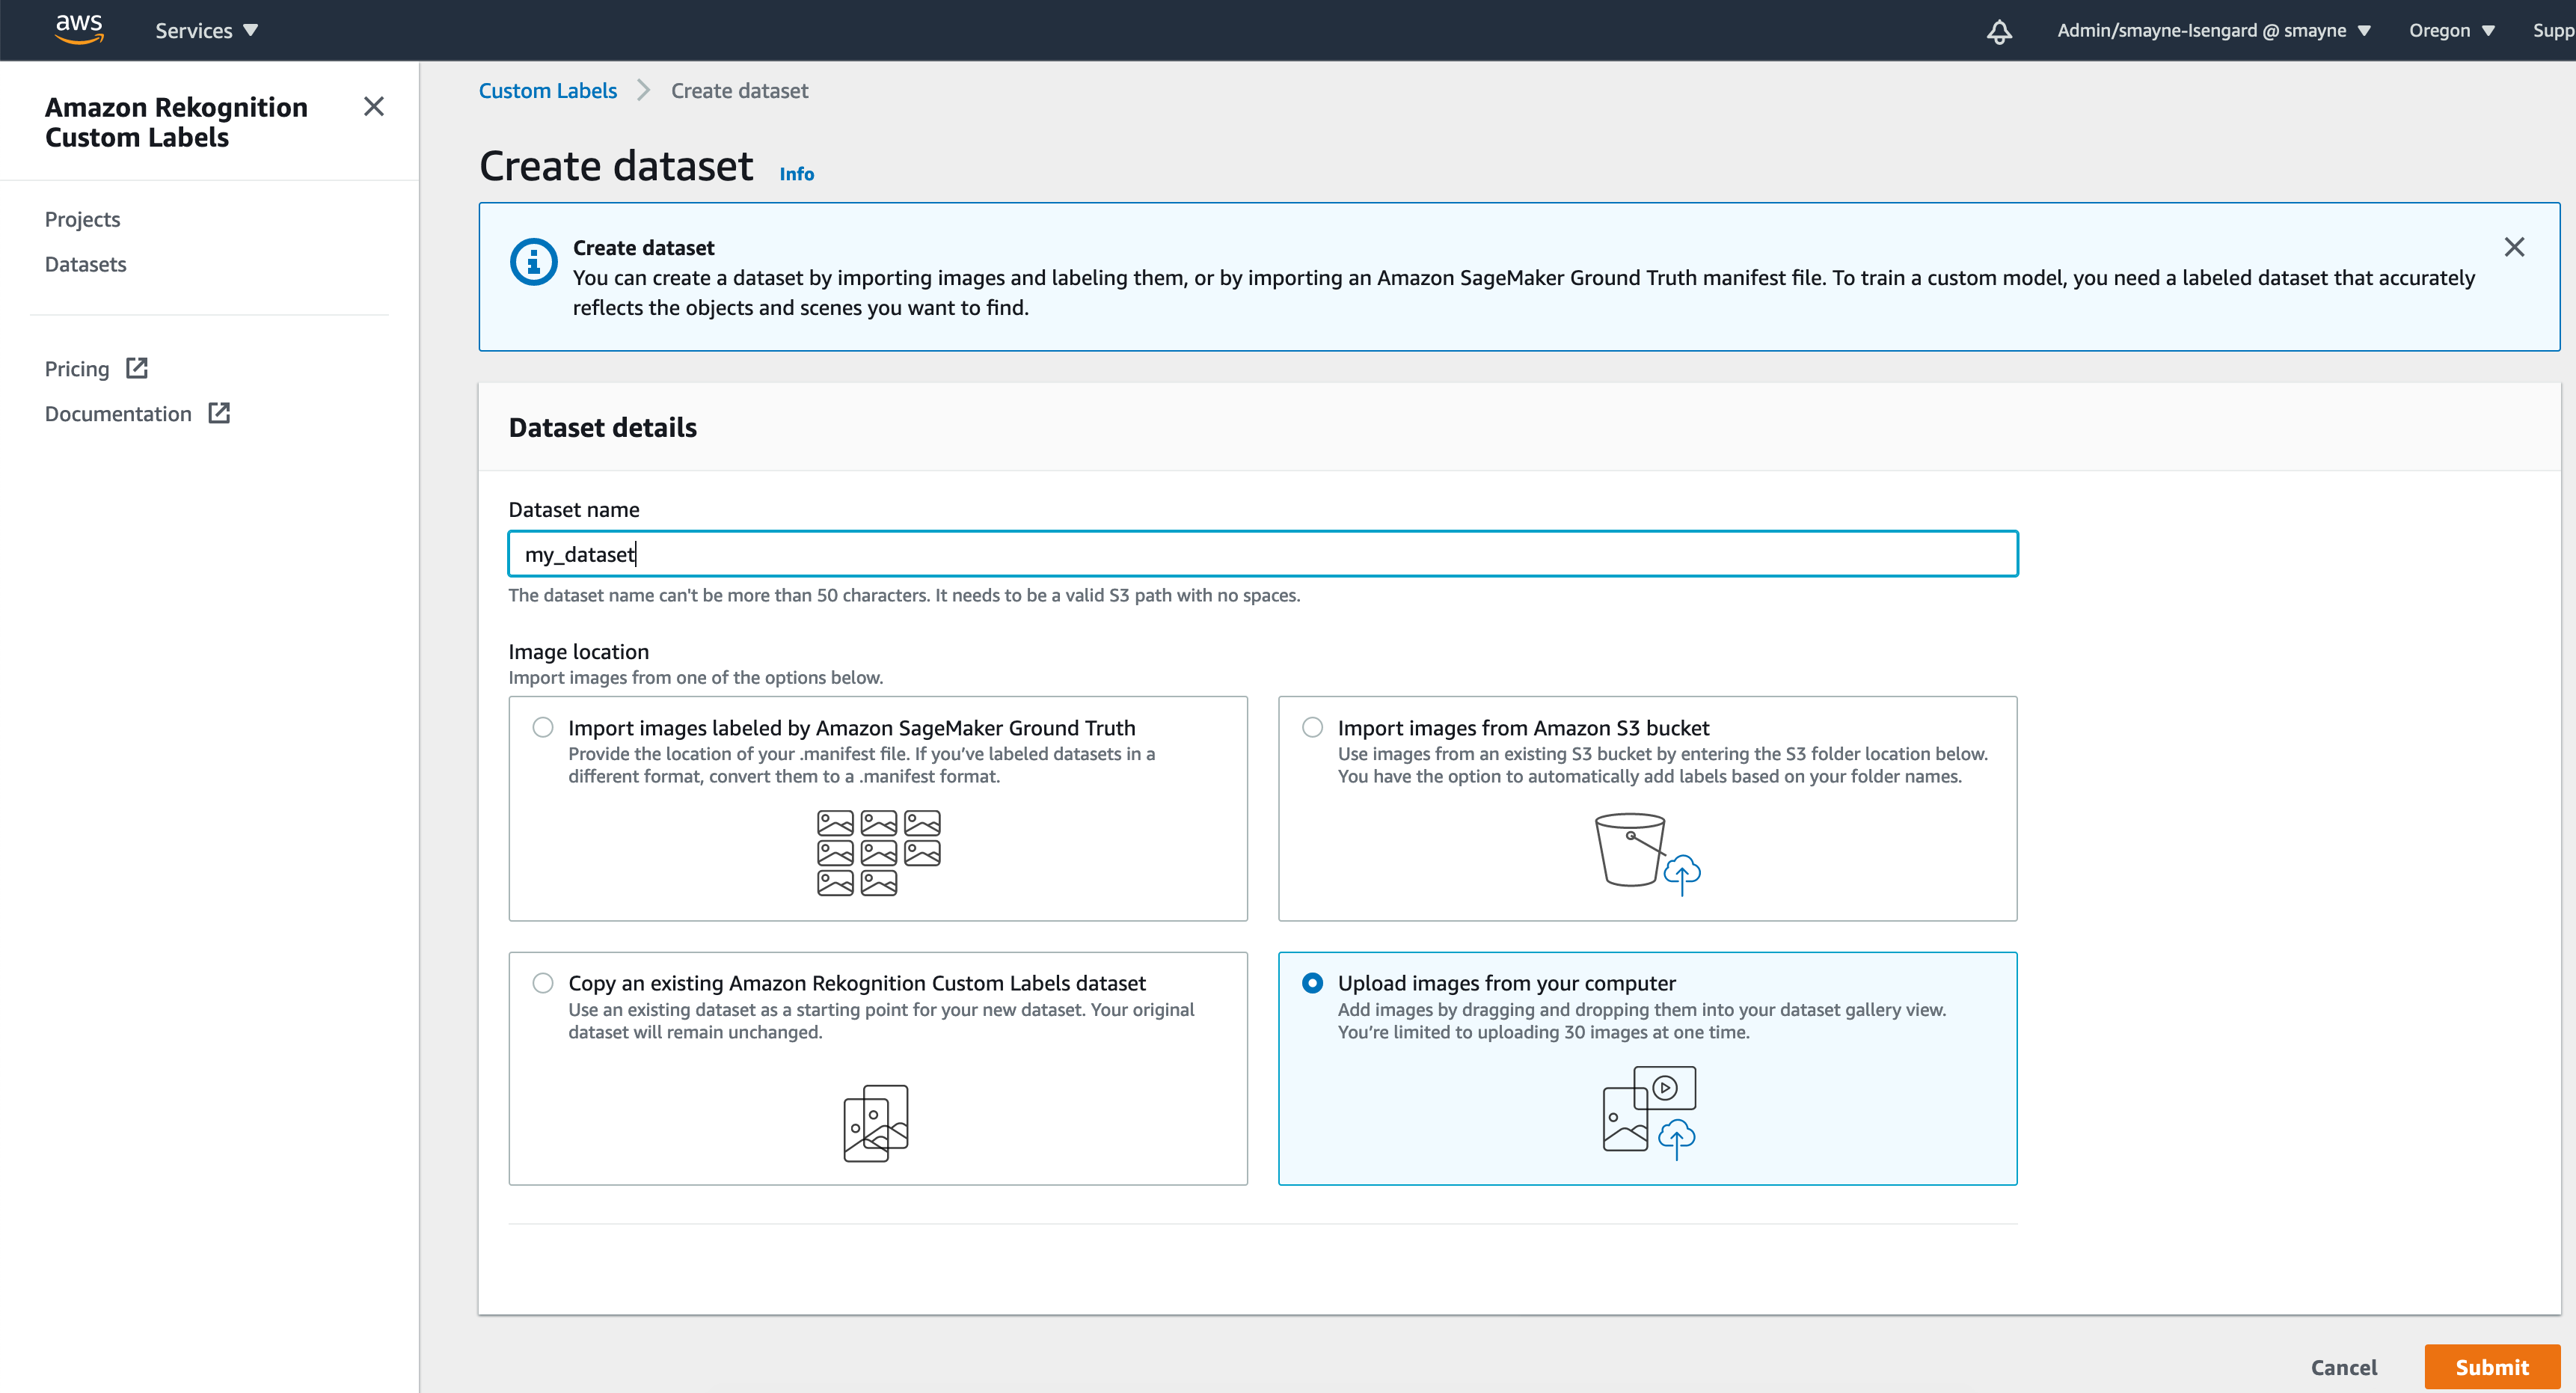 aws
Services
Admin/smayne-Isengard @ smayne
Oregon
Supp
Amazon Rekognition
Custom Labels
Projects
Datasets
Pricing
Documentation
Custom Labels
Create dataset
Create dataset Info
Create dataset
You can create a dataset by importing images and labeling them, or by importing an Amazon SageMaker Ground Truth manifest file. To train a custom model, you need a labeled dataset that accurately
reflects the objects and scenes you want to find.
Dataset details
Dataset name
my_dataset
The dataset name can't be more than 50 characters. It needs to be a valid S3 path with no spaces.
Image location
Import images from one of the options below.
Import images labeled by Amazon SageMaker Ground Truth
Provide the location of your .manifest file. If you’ve labeled datasets in a
different format, convert them to a .manifest format.
Import images from Amazon S3 bucket
Use images from an existing S3 bucket by entering the S3 folder location below.
You have the option to automatically add labels based on your folder names.
Copy an existing Amazon Rekognition Custom Labels dataset
Use an existing dataset as a starting point for your new dataset. Your original
dataset will remain unchanged.
Upload images from your computer
Add images by dragging and dropping them into your dataset gallery view.
You’re limited to uploading 30 images at one time.
Cancel
Submit